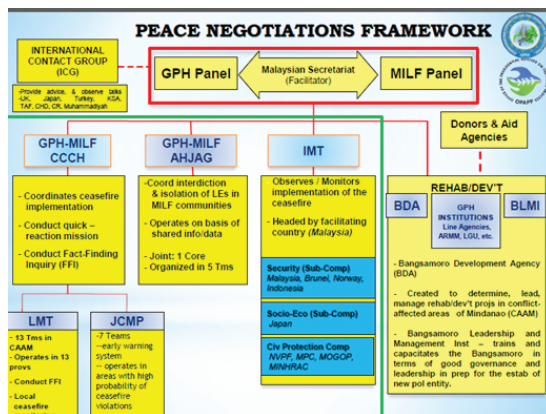 PEACE NEGOTIATIONS FRAMEWORK
INTERNATIONAL
CONTACT GROUP
(ICG)
-Provide advice, & observe talks
-UK, Japan, Turkey, KSA,
TAF, CHD, CR, Muhammadiyah
GPH Panel
Malaysian Secretariat
(Facilitator)
MILF Panel
OPAPP
Donors & Aid
Agencies
GPH-MILF
CCCH
- Coordinates ceasefire
implementation
- Conduct quick –
reaction mission
- Conduct Fact-Finding
Inquiry (FFI)
GPH-MILF
AHJAG
-Coord interdiction
& isolation of LEs in
MILF communities
- Operates on basis of
shared info/data
- Joint: 1 Core
- Organized in 5 Tms
IMT
Observes / Monitors
implementation of the
ceasefire
- Headed by facilitating
country (Malaysia)
Security (Sub-Comp)
Malaysia, Brunei, Norway,
Indonesia
Socio-Eco (Sub-Comp)
Japan
Civ Protection Comp
NVPF, MPC, MOGOP,
MINHRAC
REHAB/DEV'T
BDA
GPH
INSTITUTIONS
Line Agencies,
ARMM, LGU, etc.
BLMI
- Bangsamoro Development Agency
(BDA)
- Created to determine, lead,
manage rehab/dev't projs in conflict-
affected areas of Mindanao (CAAM)
- Bangsamoro Leadership and
Management Inst – trains and
capacitates the Bangsamoro in
terms of good governance and
leadership in prep for the estab of
new pol entity.
LMT
- 13 Tms in
CAAM
- Operates in 13
provs
- Conduct FFI
- Local
ceasefire
JCMP
-7 Teams
--early warning
system
-- operates in
areas with high
probability of
ceasefire
violations